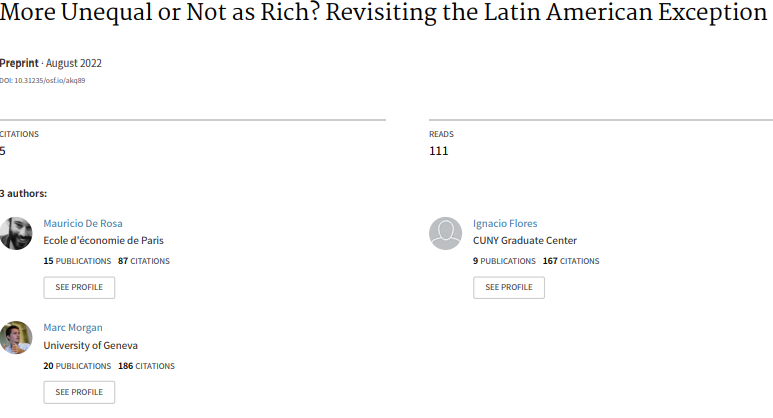 More Unequal or Not as Rich? Revisiting the Latin American Exception
Preprint · August 2022
DOI: 10.31235/osf.io/akq89
CITATIONS
5
READS
111
3 authors:
Mauricio De Rosa
Ecole d'économie de Paris
15 PUBLICATIONS 87 CITATIONS
SEE PROFILE
Ignacio Flores
CUNY Graduate Center
9 PUBLICATIONS 167 CITATIONS
SEE PROFILE
Marc Morgan
University of Geneva
20 PUBLICATIONS 186 CITATIONS
SEE PROFILE